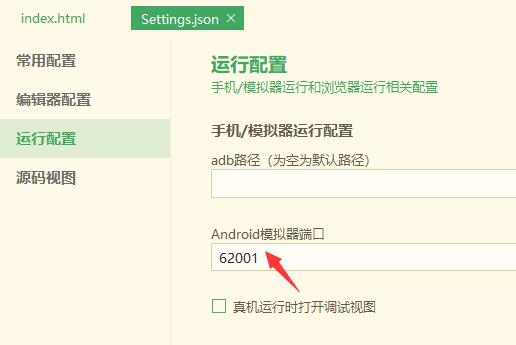 index.html
Settings.json ×
常用配置
编辑器配置
运行配置
源码视图
运行配置
手机/模拟器运行和浏览器运行相关配置
手机/模拟器运行配置
adb路径（为空为默认路径）
Android模拟器端口
62001
真机运行时打开调试视图